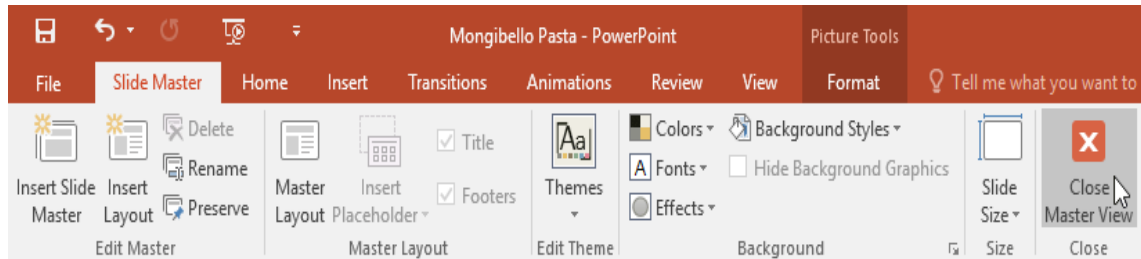 Mongibello Pasta - PowerPoint
Picture Tools
File Slide Master Home Insert Transitions Animations Review View Format Tell me what you want to
Insert Slide Master
Insert Layout
Delete
Rename
Preserve
Edit Master
Master Layout
Insert Placeholder
Title
Footers
Master Layout
Aa
Themes
Edit Theme
Colors
A Fonts
Effects
Background Styles
Hide Background Graphics
Background
Slide Size
Size
Close Master View
Close